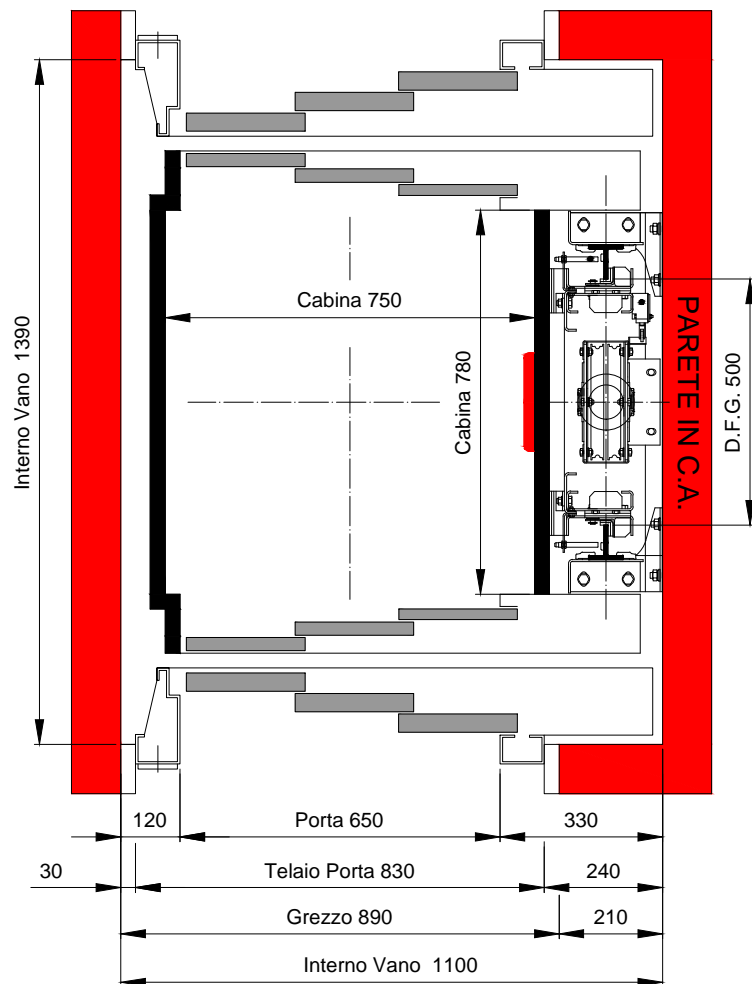 Cabina 750
Interno Vano 1390
Cabina 780
PARETE IN C.A.
D.F.G. 500
120
Porta 650
330
30
Telaio Porta 830
240
Grezzo 890
210
Interno Vano 1100